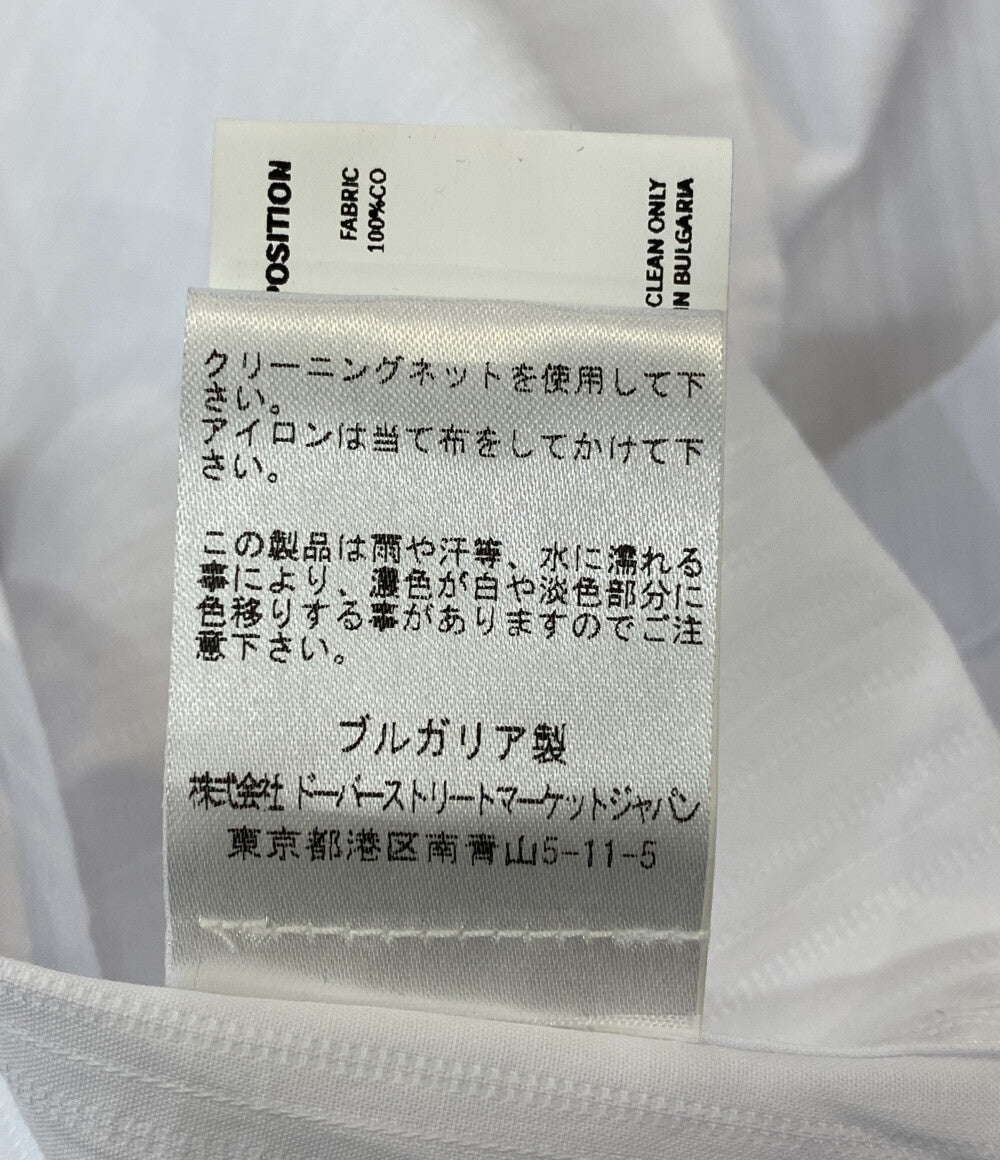 POSITION
FABRIC
100%CO
CLEAN ONLY
IN BULGARIA
クリーニングネットを使用して下
さい。
アイロンは当て布をしてかけて下
さい。
この製品は雨や汗等、水に濡れる
事により、濃色が白や淡色部分に
色移りする事がありますのでご注
意下さい。
ブルガリア製
株式会社 ドーバーストリートマーケットジャパン
東京都港区南青山5-11-5